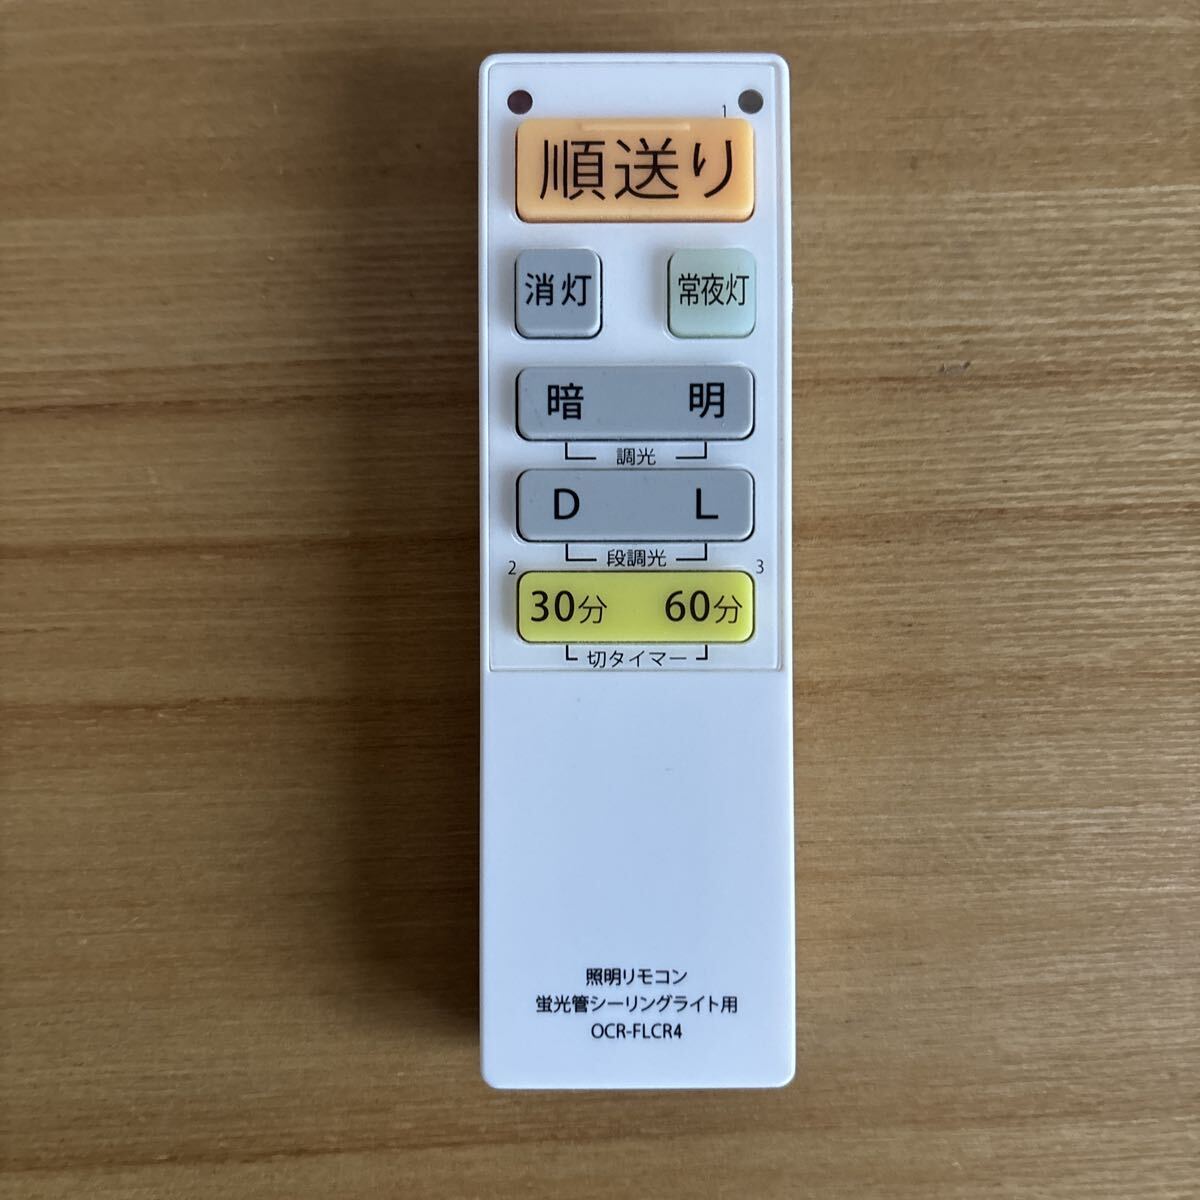 1
順送り
消灯 常夜灯
暗 明
調光
D L
段調光
2 3
30分 60分
切タイマー
照明リモコン
蛍光管シーリングライト用
OCR-FLCR4